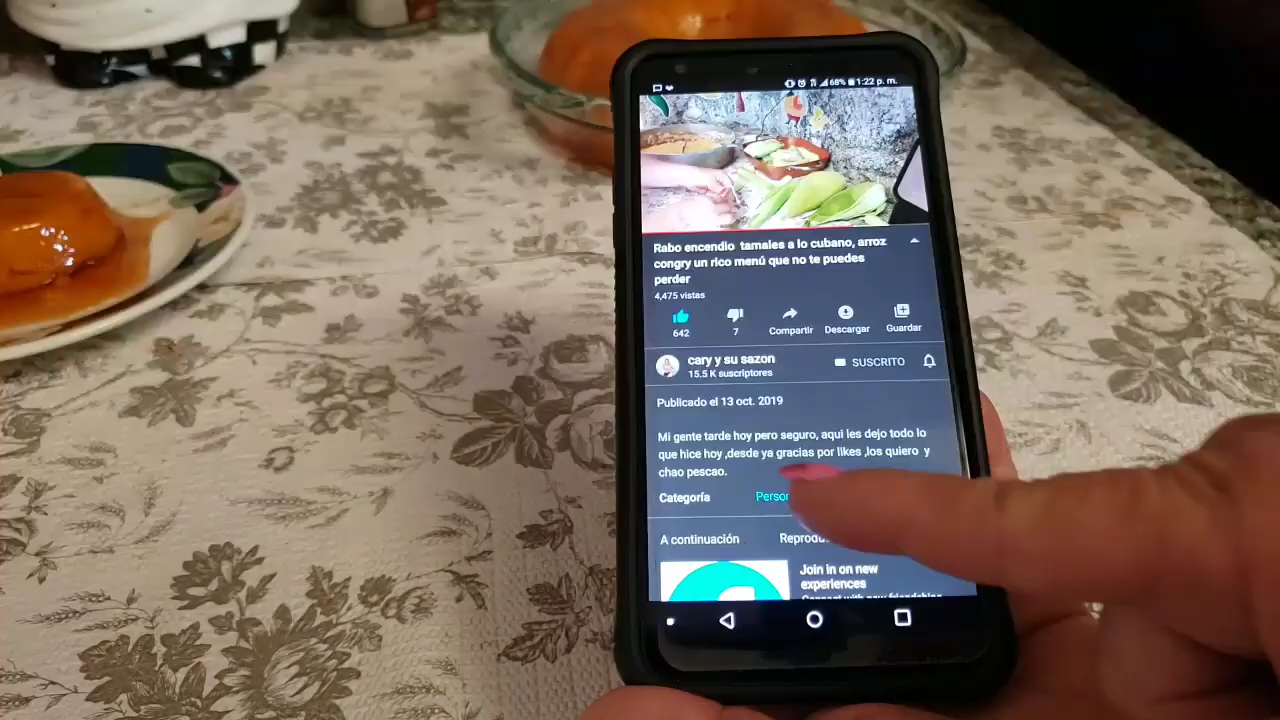 68% 1:22 p. m.
Rabo encendio tamales a lo cubano, arroz
congry un rico menú que no te puedes
perder
4,475 vistas
642 7 Compartir Descargar Guardar
cary y su sazon
15.5 K suscriptores
SUSCRITO
Publicado el 13 oct. 2019
Mi gente tarde hoy pero seguro, aqui les dejo todo lo
que hice hoy ,desde ya gracias por likes ,los quiero y
chao pescao.
Categoría
A continuación
Join in on new
experiences